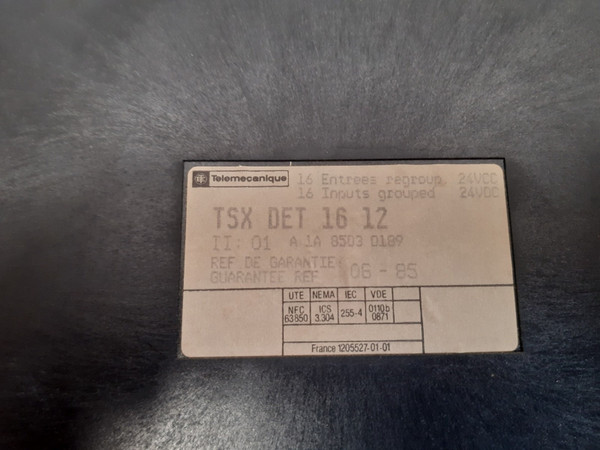 Telemecanique 16 Entrees regroup. 24VCC
16 Inputs grouped 24VDC
TSX DET 16 12
II: 01 A 1A 8503 0189
REF DE GARANTIE
GUARANTEE REF 06 - 85
UTE NEMA IEC VDE
NFC 63850 ICS 3.304 255-4 0110b 0871
France 1205527-01-01